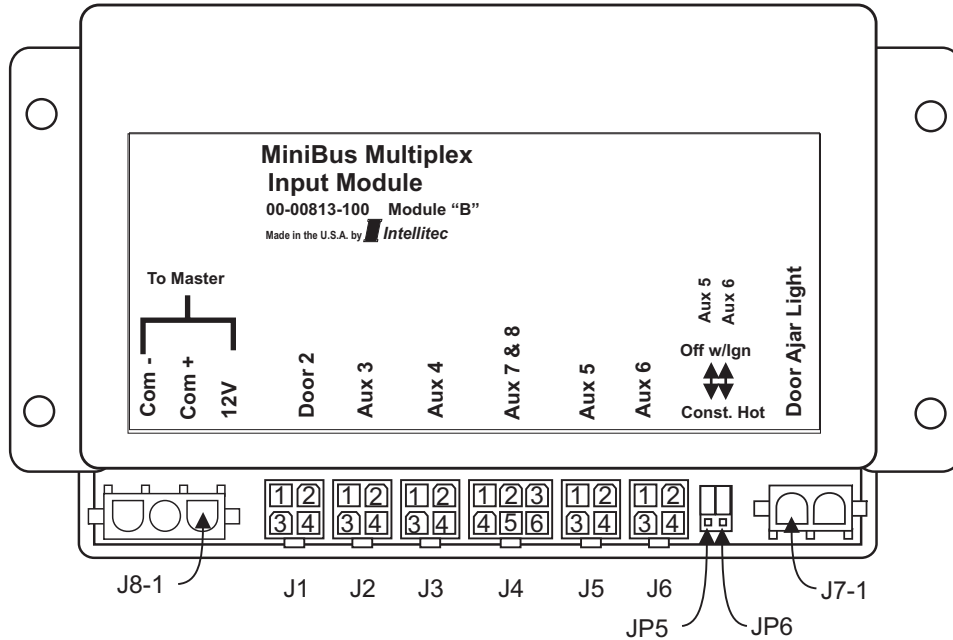 MiniBus Multiplex
Input Module
00-00813-100 Module “B”
Made in the U.S.A. by Intellitec
To Master
Com -
Com +
12V
Door 2
Aux 3
Aux 4
Aux 7 & 8
Aux 5
Aux 6
Aux 5
Aux 6
Off w/Ign
Const. Hot
Door Ajar Light
1 2
3 4
1 2
3 4
1 2
3 4
1 2 3
4 5 6
1 2
3 4
1 2
3 4
J8-1
J1
J2
J3
J4
J5
J6
JP5
JP6
J7-1